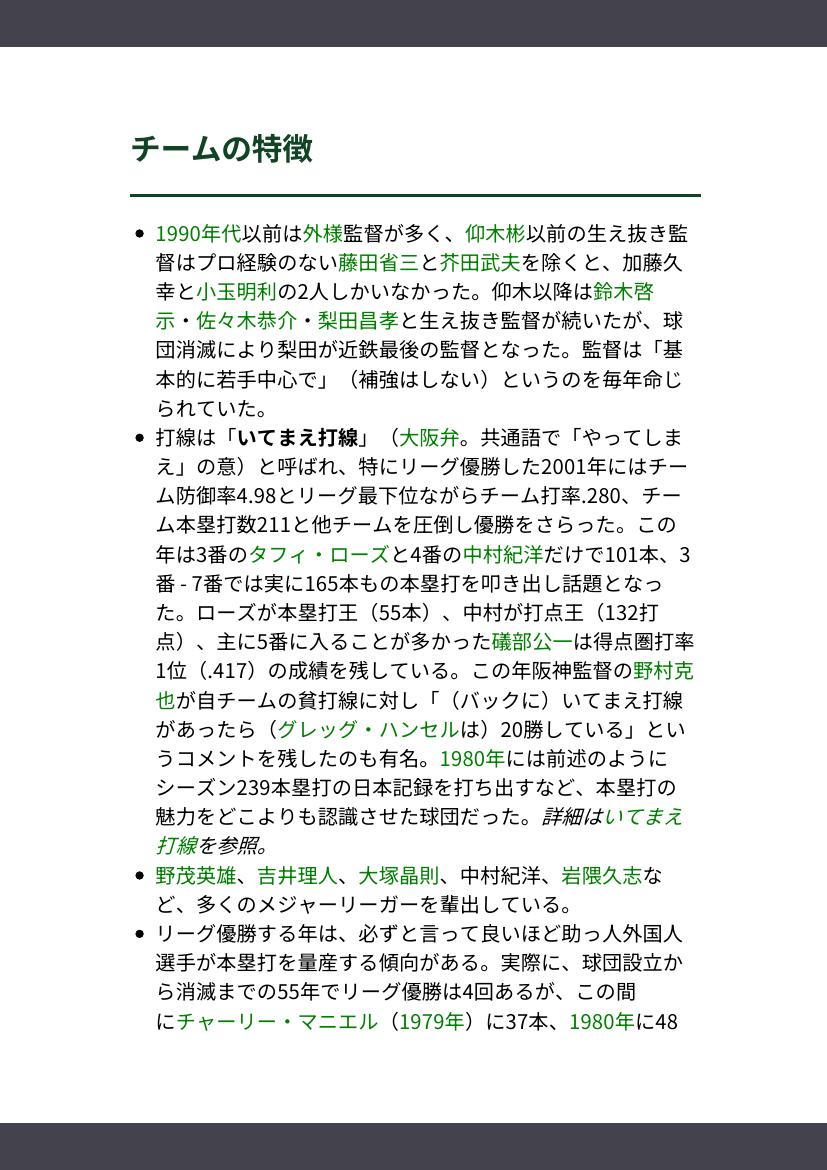 チームの特徴
• 1990年代以前は外様監督が多く、仰木彬以前の生え抜き監
督はプロ経験のない藤田省三と芥田武夫を除くと、加藤久
幸と小玉明利の2人しかいなかった。仰木以降は鈴木啓
示・佐々木恭介・梨田昌孝と生え抜き監督が続いたが、球
団消滅により梨田が近鉄最後の監督となった。監督は「基
本的に若手中心で」（補強はしない）というのを毎年命じ
られていた。
• 打線は「いてまえ打線」（大阪弁。共通語で「やってしま
え」の意）と呼ばれ、特にリーグ優勝した2001年にはチー
ム防御率4.98とリーグ最下位ながらチーム打率.280、チー
ム本塁打数211と他チームを圧倒し優勝をさらった。この
年は3番のタフィ・ローズと4番の中村紀洋だけで101本、3
番 - 7番では実に165本もの本塁打を叩き出し話題となっ
た。ローズが本塁打王（55本）、中村が打点王（132打
点）、主に5番に入ることが多かった礒部公一は得点圏打率
1位（.417）の成績を残している。この年阪神監督の野村克
也が自チームの貧打線に対し「（バックに）いてまえ打線
があったら（グレッグ・ハンセルは）20勝している」とい
うコメントを残したのも有名。1980年には前述のように
シーズン239本塁打の日本記録を打ち出すなど、本塁打の
魅力をどこよりも認識させた球団だった。詳細はいてまえ
打線を参照。
• 野茂英雄、吉井理人、大塚晶則、中村紀洋、岩隈久志な
ど、多くのメジャーリーガーを輩出している。
• リーグ優勝する年は、必ずと言って良いほど助っ人外国人
選手が本塁打を量産する傾向がある。実際に、球団設立か
ら消滅までの55年でリーグ優勝は4回あるが、この間
にチャーリー・マニエル（1979年）に37本、1980年に48